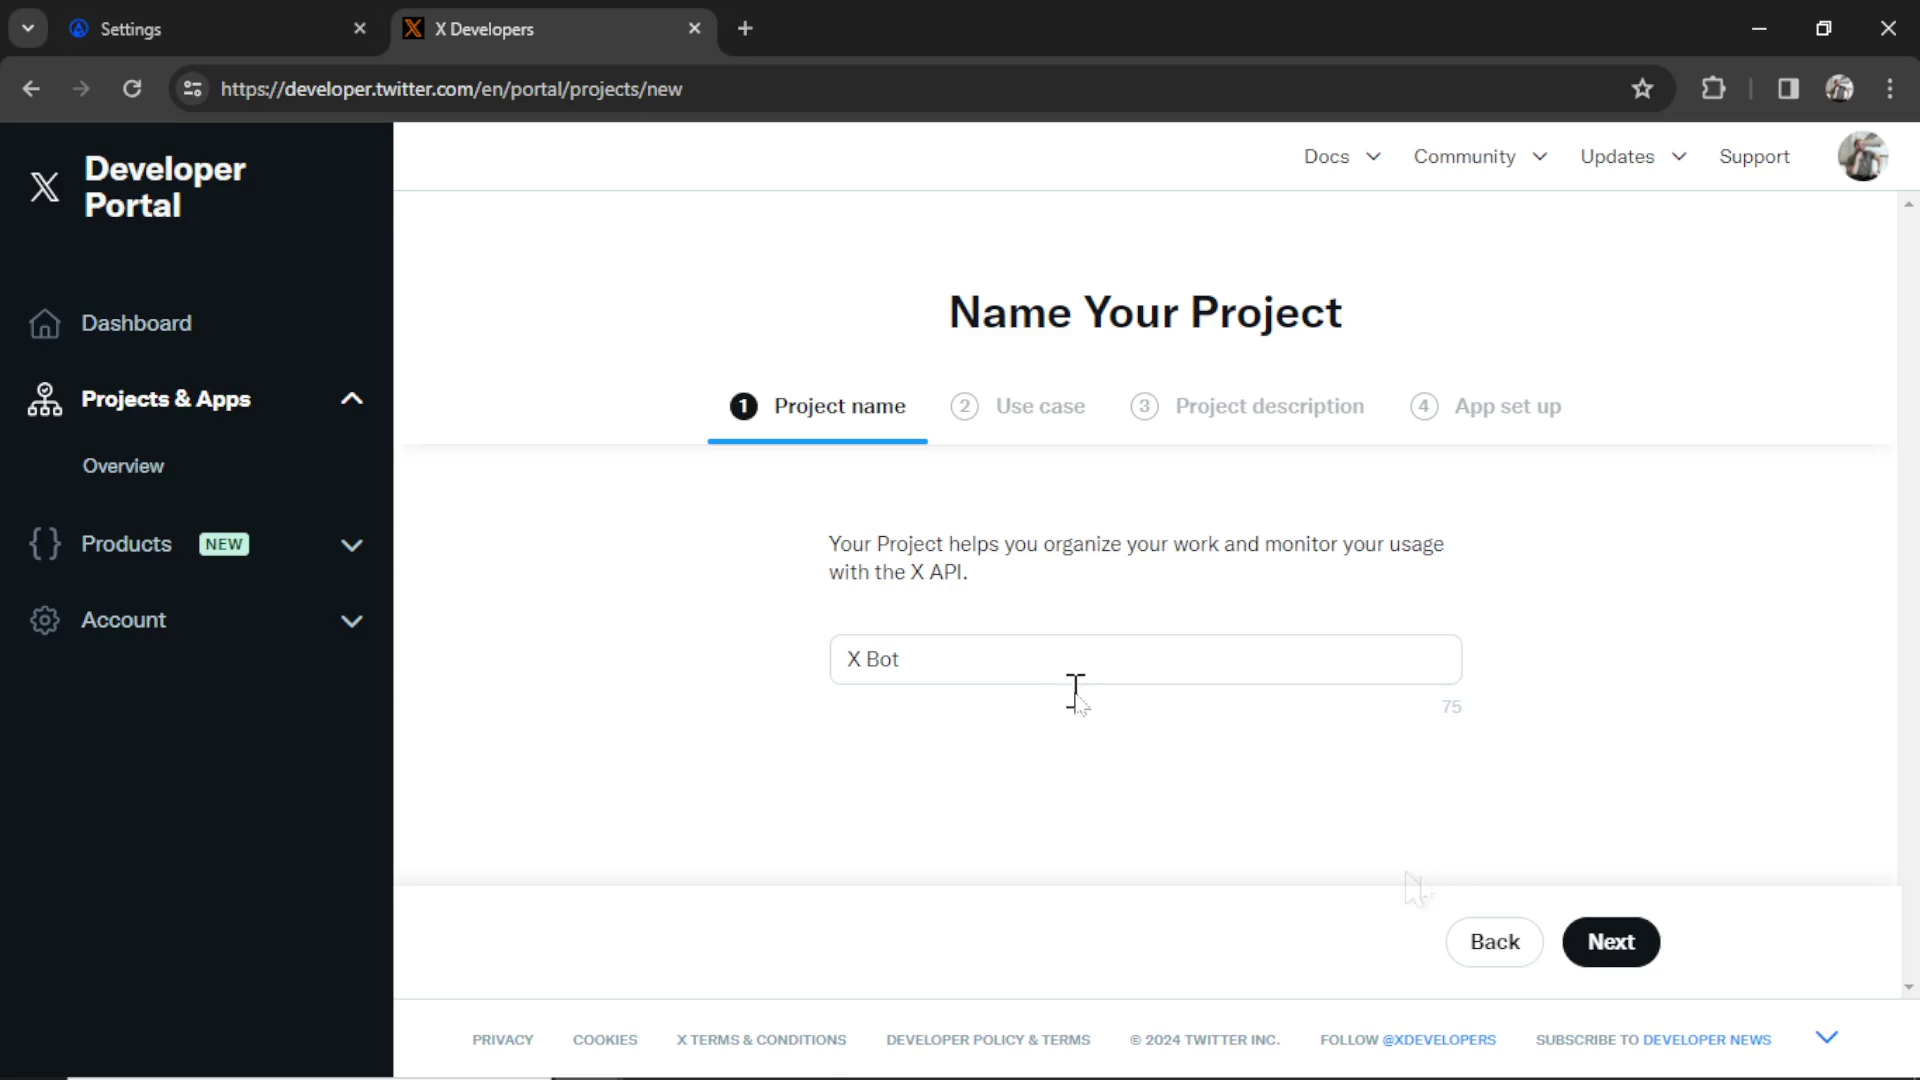 Settings
X Developers
https://developer.twitter.com/en/portal/projects/new
Developer
Portal
Docs
Community
Updates
Support
Dashboard
Projects & Apps
Overview
Products NEW
Account
Name Your Project
1 Project name
2 Use case
3 Project description
4 App set up
Your Project helps you organize your work and monitor your usage
with the X API.
X Bot
75
Back
Next
PRIVACY
COOKIES
X TERMS & CONDITIONS
DEVELOPER POLICY & TERMS
© 2024 TWITTER INC.
FOLLOW @XDEVELOPERS
SUBSCRIBE TO DEVELOPER NEWS